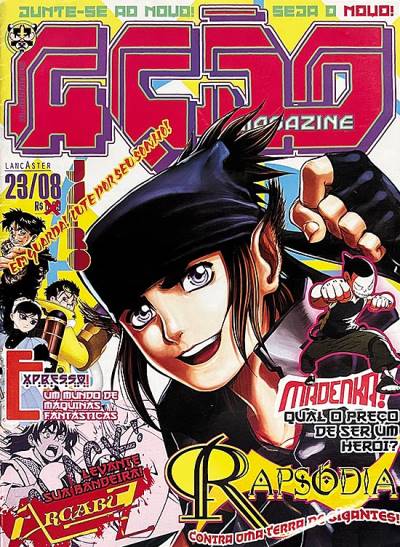 JUNTE-SE AO NOVO! SEJA O NOVO!
AÇÃO
MAGAZINE
LANCASTER
23/08
R$
EM GUARDA! LUTE POR SEU SONHO!
EXPRESSO!
UM MUNDO DE
MÁQUINAS
FANTÁSTICAS
MADENKA!
QUAL O PREÇO
DE SER UM
HERÓI?
LEVANTE
SUA BANDEIRA!
ARCABUZ
RAPSÓDIA
CONTRA UMA TERRA DE GIGANTES!